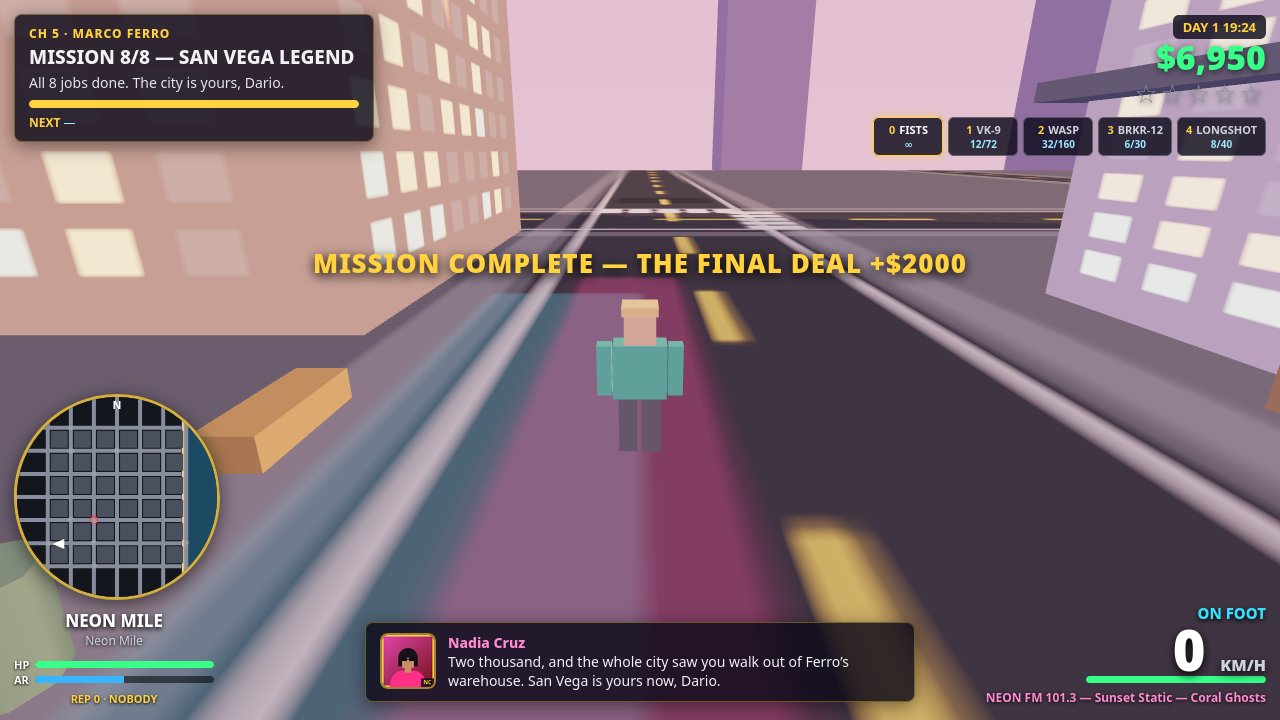 CH 5 · MARCO FERRO
MISSION 8/8 — SAN VEGA LEGEND
All 8 jobs done. The city is yours, Dario.
NEXT —
DAY 1 19:24
$6,950
0 FISTS
∞
1 VK-9
12/72
2 WASP
32/160
3 BRKR-12
6/30
4 LONGSHOT
8/40
MISSION COMPLETE — THE FINAL DEAL +$2000
N
NEON MILE
Neon Mile
HP
AR
REP 0 · NOBODY
NC
Nadia Cruz
Two thousand, and the whole city saw you walk out of Ferro’s
warehouse. San Vega is yours now, Dario.
ON FOOT
0 KM/H
NEON FM 101.3 — Sunset Static — Coral Ghosts